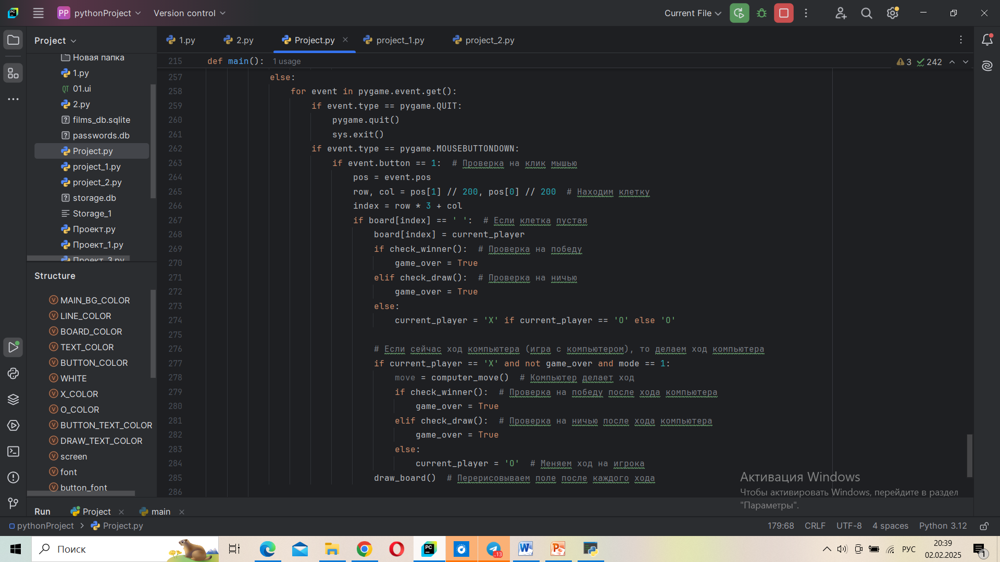 PP pythonProject Version control Current File
Project
1.py 2.py Project.py project_1.py project_2.py
Новая папка
1.py
01.ui
2.py
films_db.sqlite
passwords.db
Project.py
project_1.py
project_2.py
storage.db
Storage_1
Проект.py
Проект_1.py
Проект_3.py
Structure
MAIN_BG_COLOR
LINE_COLOR
BOARD_COLOR
TEXT_COLOR
BUTTON_COLOR
WHITE
X_COLOR
O_COLOR
BUTTON_TEXT_COLOR
DRAW_TEXT_COLOR
screen
font
button_font
215 def main(): 1 usage 3 242
257 else:
258 for event in pygame.event.get():
259 if event.type == pygame.QUIT:
260 pygame.quit()
261 sys.exit()
262 if event.type == pygame.MOUSEBUTTONDOWN:
263 if event.button == 1: # Проверка на клик мышью
264 pos = event.pos
265 row, col = pos[1] // 200, pos[0] // 200 # Находим клетку
266 index = row * 3 + col
267 if board[index] == ' ': # Если клетка пустая
268 board[index] = current_player
269 if check_winner(): # Проверка на победу
270 game_over = True
271 elif check_draw(): # Проверка на ничью
272 game_over = True
273 else:
274 current_player = 'X' if current_player == 'O' else 'O'
275
276 # Если сейчас ход компьютера (игра с компьютером), то делаем ход компьютера
277 if current_player == 'X' and not game_over and mode == 1:
278 move = computer_move() # Компьютер делает ход
279 if check_winner(): # Проверка на победу после хода компьютера
280 game_over = True
281 elif check_draw(): # Проверка на ничью после хода компьютера
282 game_over = True
283 else:
284 current_player = 'O' # Меняем ход на игрока
285 draw_board() # Перерисовываем поле после каждого хода
286
Активация Windows
Чтобы активировать Windows, перейдите в раздел
"Параметры".
Run Project main
pythonProject Project.py 179:68 CRLF UTF-8 4 spaces Python 3.12
Поиск
РУС
20:39
02.02.2025